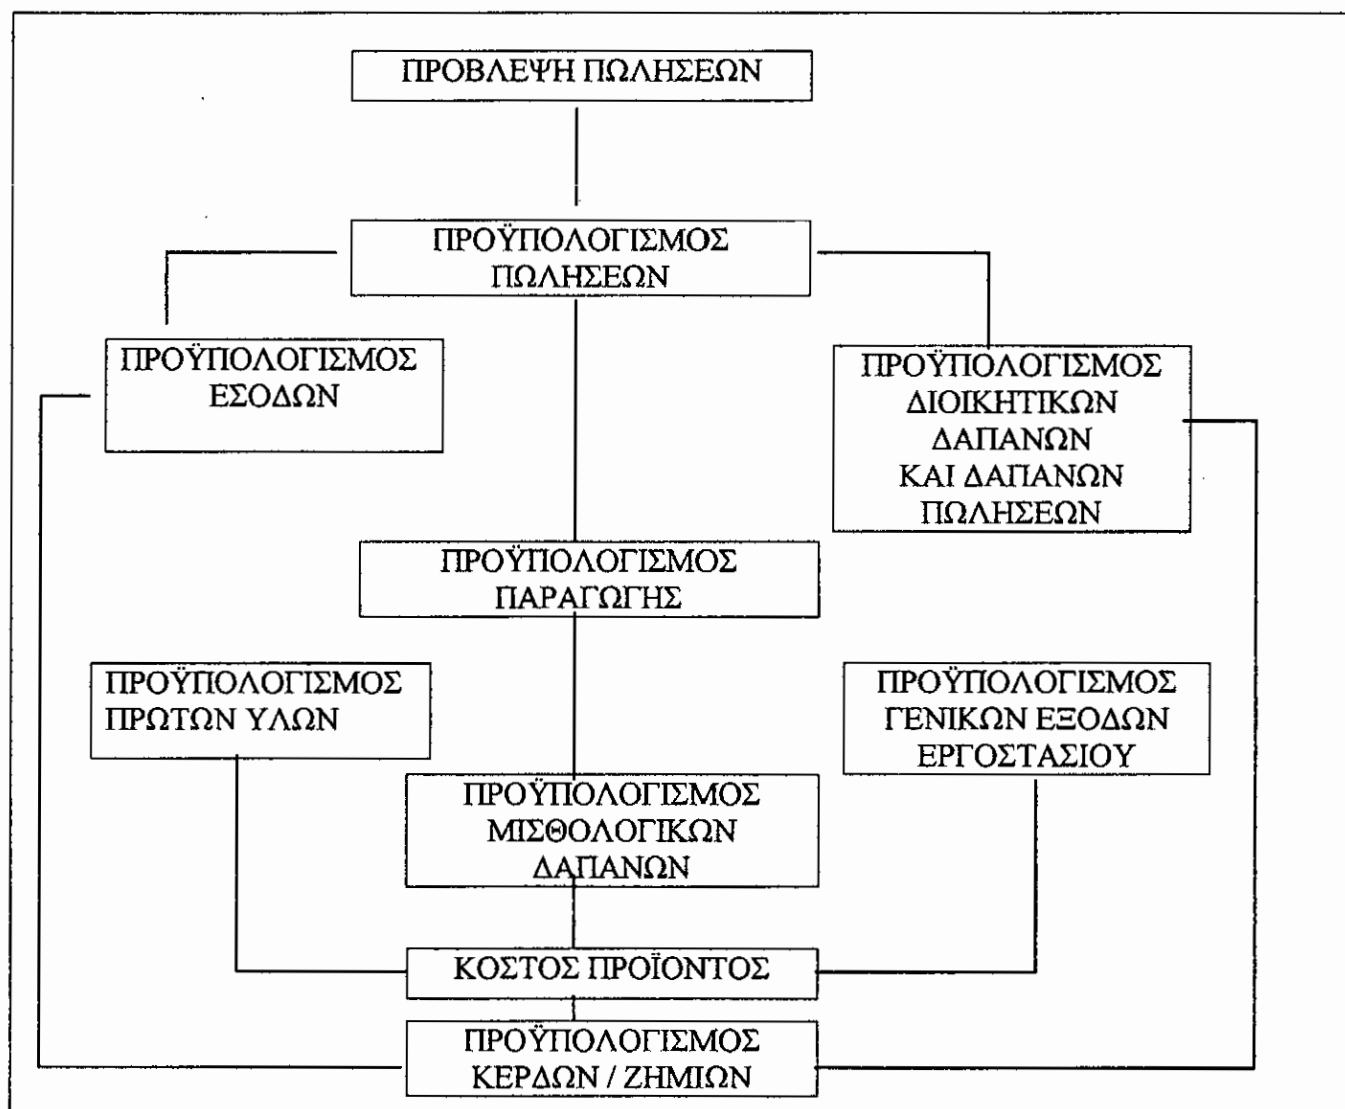 ΠΡΟΒΛΕΨΗ ΠΩΛΗΣΕΩΝ
ΠΡΟΫΠΟΛΟΓΙΣΜΟΣ
ΠΩΛΗΣΕΩΝ
ΠΡΟΫΠΟΛΟΓΙΣΜΟΣ
ΕΣΟΔΩΝ
ΠΡΟΫΠΟΛΟΓΙΣΜΟΣ
ΔΙΟΙΚΗΤΙΚΩΝ
ΔΑΠΑΝΩΝ
ΚΑΙ ΔΑΠΑΝΩΝ
ΠΩΛΗΣΕΩΝ
ΠΡΟΫΠΟΛΟΓΙΣΜΟΣ
ΠΑΡΑΓΩΓΗΣ
ΠΡΟΫΠΟΛΟΓΙΣΜΟΣ
ΠΡΩΤΩΝ ΥΛΩΝ
ΠΡΟΫΠΟΛΟΓΙΣΜΟΣ
ΓΕΝΙΚΩΝ ΕΞΟΔΩΝ
ΕΡΓΟΣΤΑΣΙΟΥ
ΠΡΟΫΠΟΛΟΓΙΣΜΟΣ
ΜΙΣΘΟΛΟΓΙΚΩΝ
ΔΑΠΑΝΩΝ
ΚΟΣΤΟΣ ΠΡΟΪΟΝΤΟΣ
ΠΡΟΫΠΟΛΟΓΙΣΜΟΣ
ΚΕΡΔΩΝ / ΖΗΜΙΩΝ